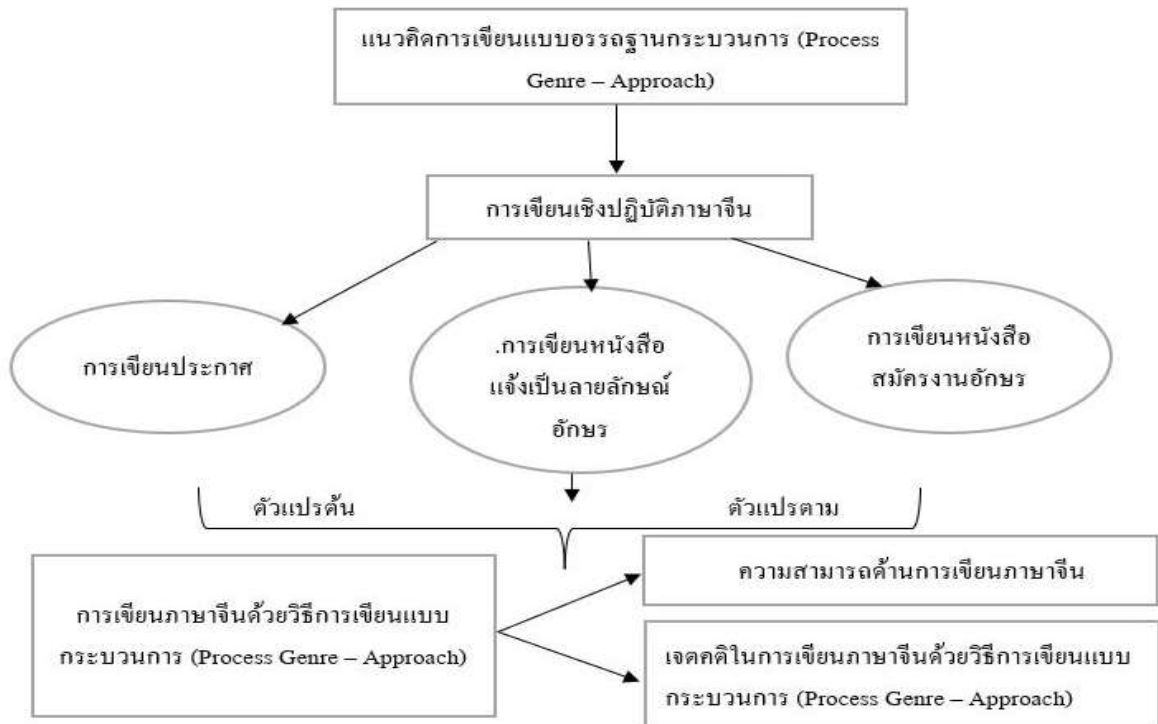 แนวคิดการเขียนแบบอรรถฐานกระบวนการ (Process
Genre – Approach)
การเขียนเชิงปฏิบัติภาษาจีน
การเขียนประกาศ
.การเขียนหนังสือ
แจ้งเป็นลายลักษณ์
อักษร
การเขียนหนังสือ
สมัครงานอักษร
ตัวแปรต้น
ตัวแปรตาม
การเขียนภาษาจีนด้วยวิธีการเขียนแบบ
กระบวนการ (Process Genre – Approach)
ความสามารถด้านการเขียนภาษาจีน
เจตคติในการเขียนภาษาจีนด้วยวิธีการเขียนแบบ
กระบวนการ (Process Genre – Approach)